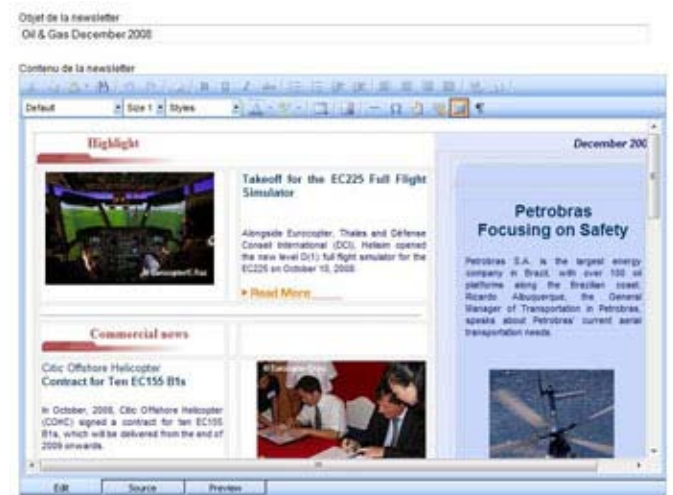 Objet de la newsletter
Oil & Gas December 2008
Contenu de la newsletter
Default Size 1 Styles
Highlight
December 200
Takeoff for the EC225 Full Flight
Simulator
Alongside Eurocopter, Thales and Défense
Conseil International (DCI), Helisim opened
the new level D(1) full flight simulator for the
EC225 on October 10, 2008
Read More
Petrobras
Focusing on Safety
Petrobras S.A. is the largest energy
company in Brazil, with over 100 oil
platforms along the Brazilian coast.
Ricardo Albuquerque, the General
Manager of Transportation in Petrobras,
speaks about Petrobras' current aerial
transportation needs.
Commercial news
Citic Offshore Helicopter
Contract for Ten EC155 B1s
In October, 2008, Citic Offshore Helicopter
(COHC) signed a contract for ten EC155
B1s, which will be delivered from the end of
2009 onwards.
Edit Source Preview